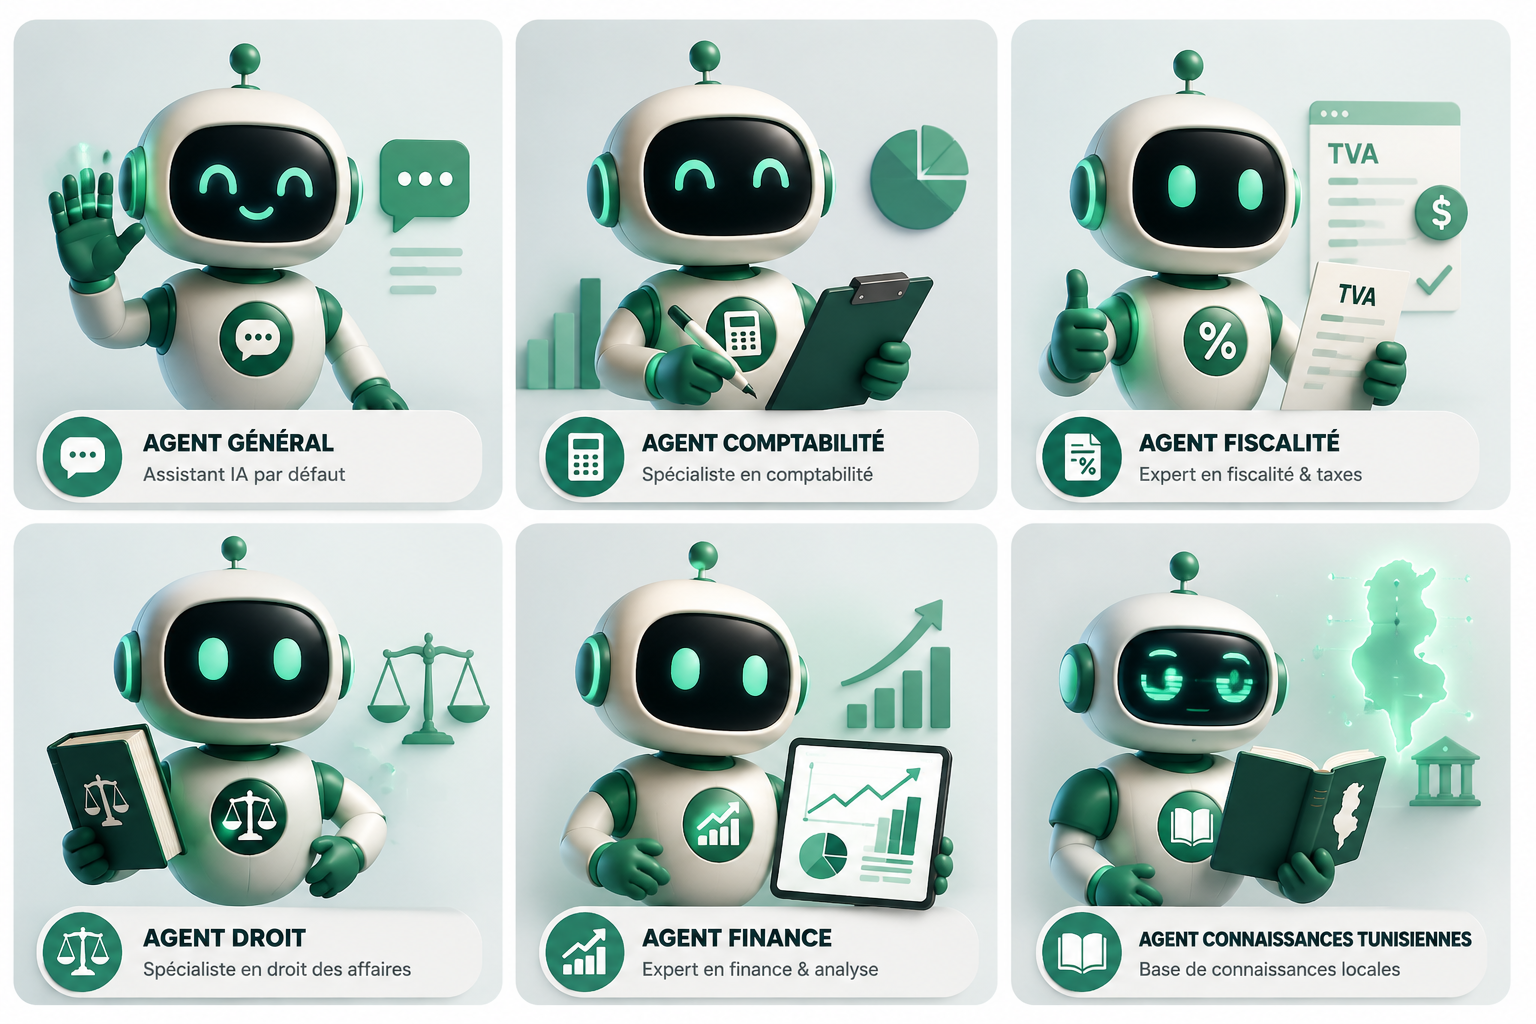 AGENT GÉNÉRAL
Assistant IA par défaut
%
AGENT COMPTABILITÉ
Spécialiste en comptabilité
TVA
$
TVA
%
AGENT FISCALITÉ
Expert en fiscalité & taxes
AGENT DROIT
Spécialiste en droit des affaires
AGENT FINANCE
Expert en finance & analyse
AGENT CONNAISSANCES TUNISIENNES
Base de connaissances locales